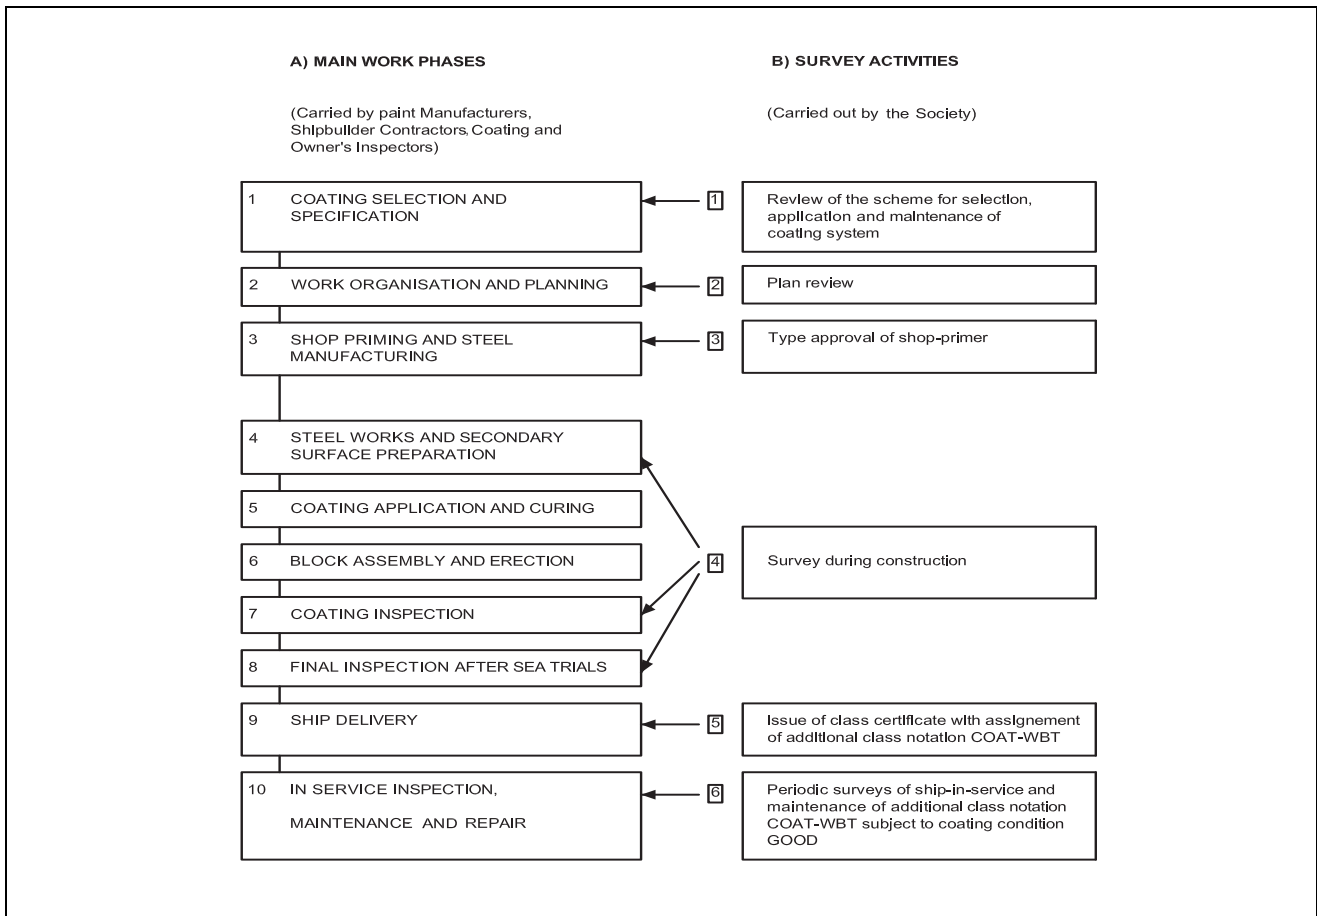 A) MAIN WORK PHASES
B) SURVEY ACTIVITIES
(Carried by paint Manufacturers,
Shipbuilder Contractors, Coating and
Owner's Inspectors)
(Carried out by the Society)
1 COATING SELECTION AND
SPECIFICATION
1
Review of the scheme for selection,
application and maintenance of
coating system
2 WORK ORGANISATION AND PLANNING
2
Plan review
3 SHOP PRIMING AND STEEL
MANUFACTURING
3
Type approval of shop-primer
4 STEEL WORKS AND SECONDARY
SURFACE PREPARATION
5 COATING APPLICATION AND CURING
6 BLOCK ASSEMBLY AND ERECTION
4
Survey during construction
7 COATING INSPECTION
8 FINAL INSPECTION AFTER SEA TRIALS
9 SHIP DELIVERY
5
Issue of class certificate with assignement
of additional class notation COAT-WBT
10 IN SERVICE INSPECTION,
MAINTENANCE AND REPAIR
6
Periodic surveys of ship-in-service and
maintenance of additional class notation
COAT-WBT subject to coating condition
GOOD